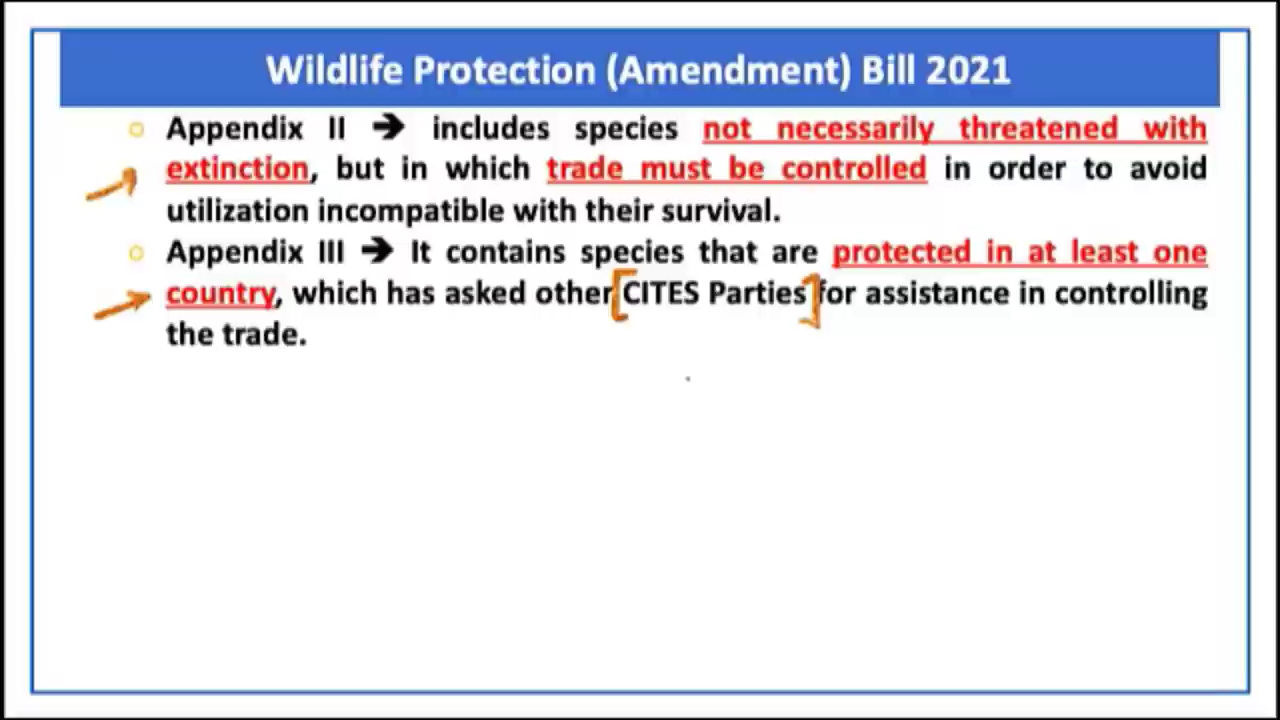 Wildlife Protection (Amendment) Bill 2021
○ Appendix II ➔ includes species not necessarily threatened with
extinction, but in which trade must be controlled in order to avoid
utilization incompatible with their survival.
○ Appendix III ➔ It contains species that are protected in at least one
country, which has asked other [CITES Parties] for assistance in controlling
the trade.